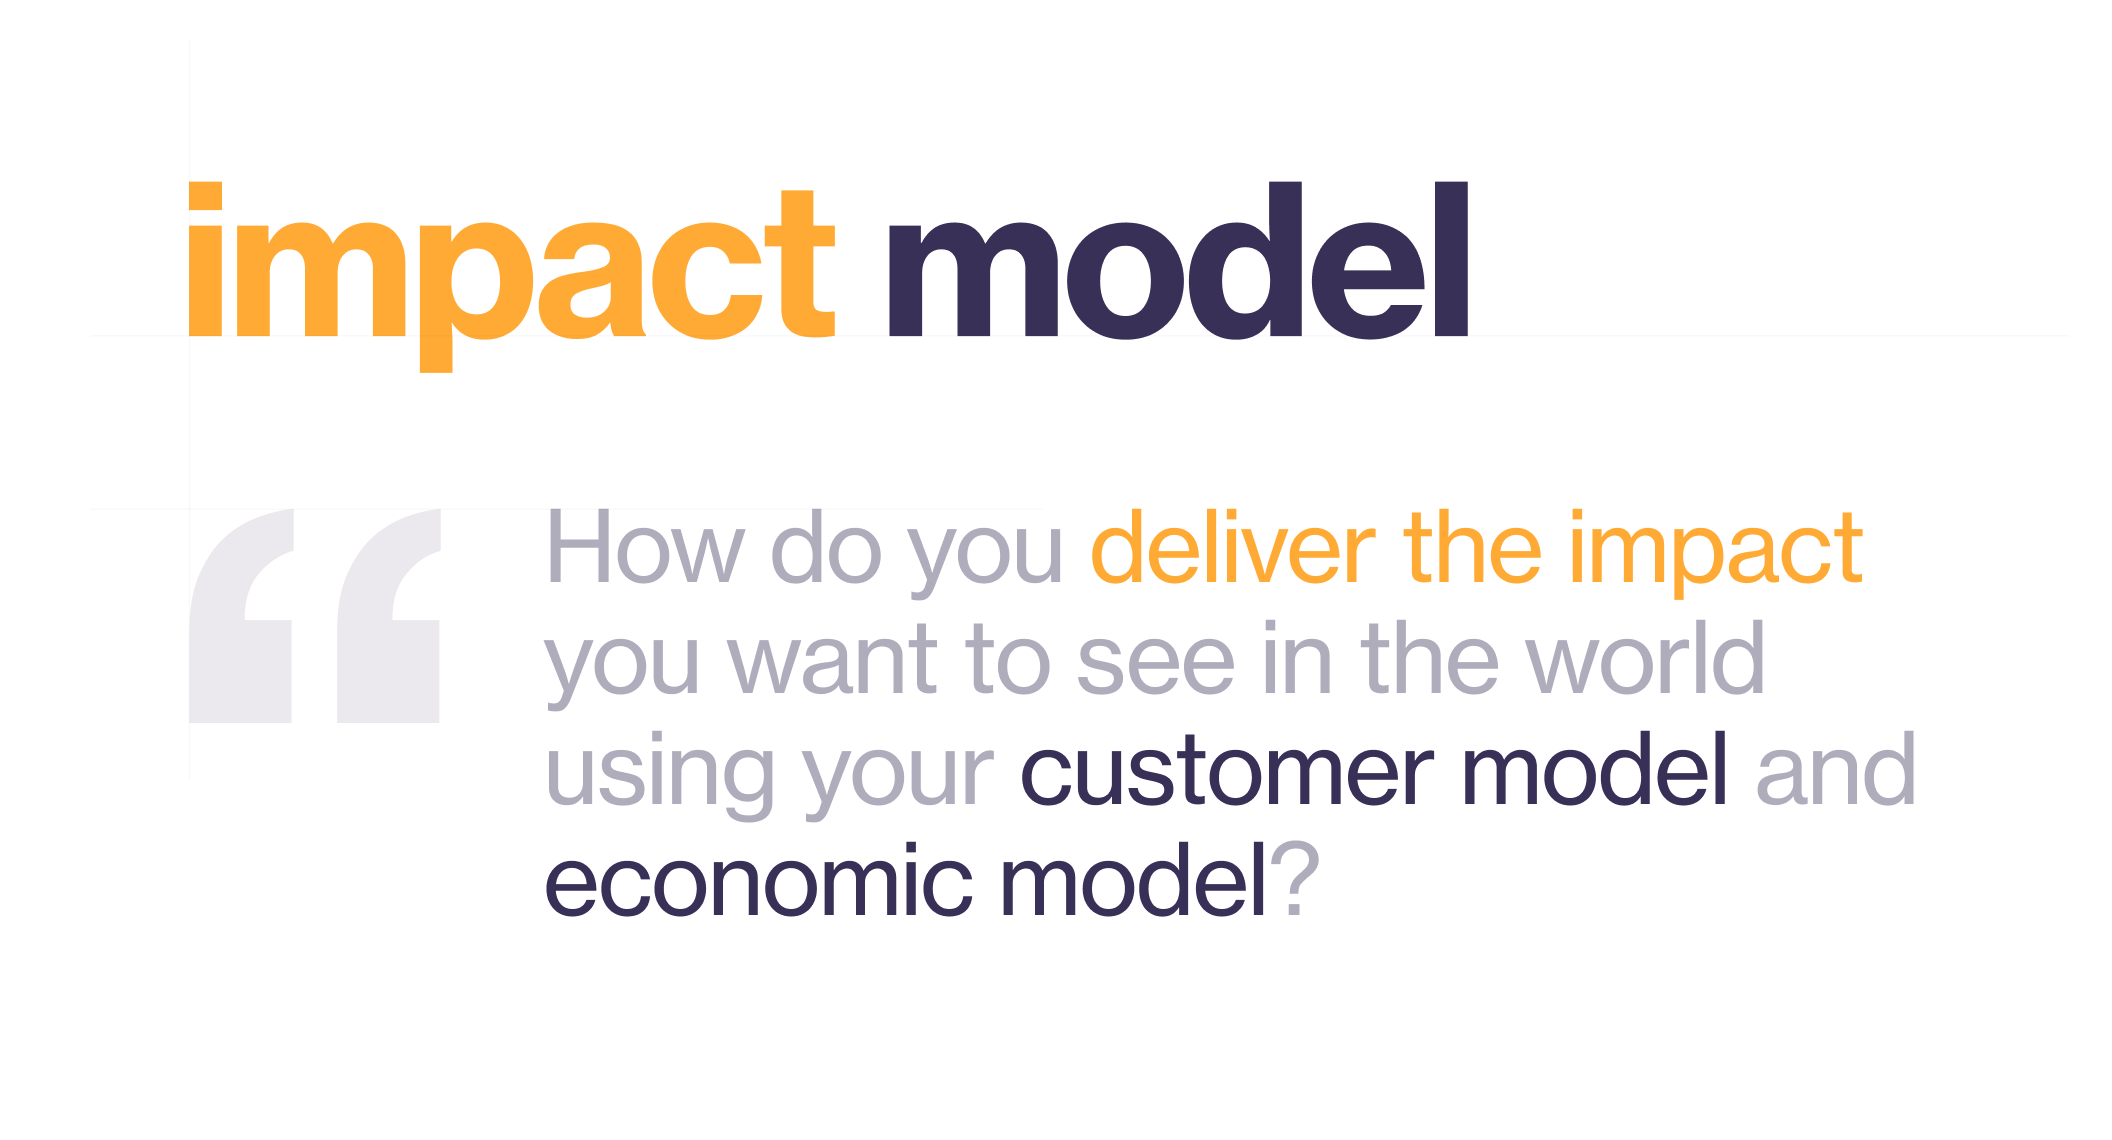 impact model
“
How do you deliver the impact
you want to see in the world
using your customer model and
economic model?